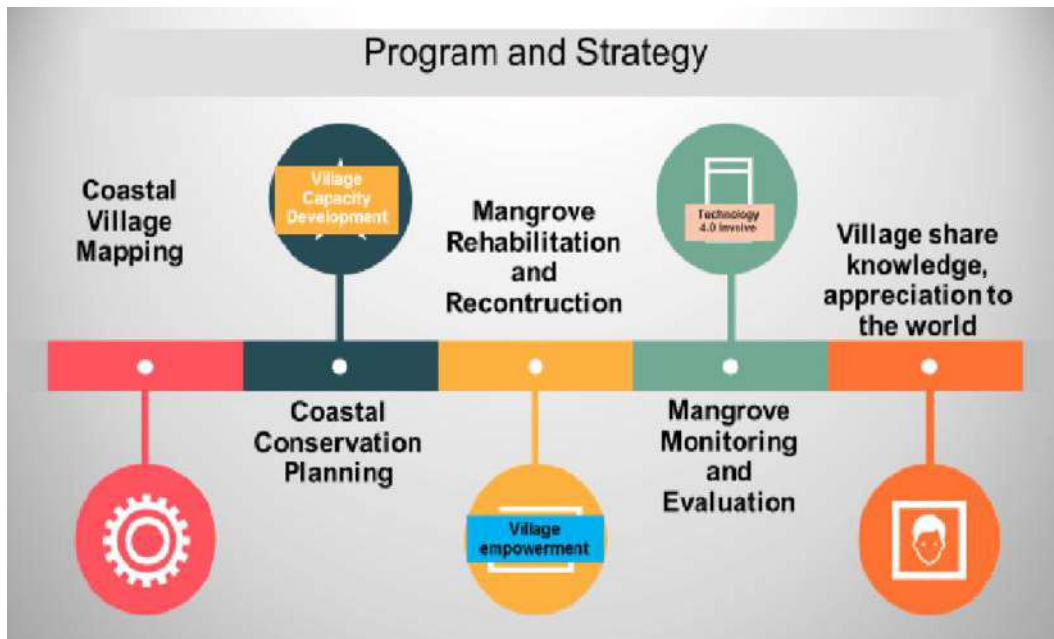 Program and Strategy
Coastal
Village
Mapping
Village
Capacity
Development
Coastal
Conservation
Planning
Mangrove
Rehabilitation
and
Recontruction
Village
empowerment
Technology
4.0 Involve
Mangrove
Monitoring
and
Evaluation
Village share
knowledge,
appreciation to
the world